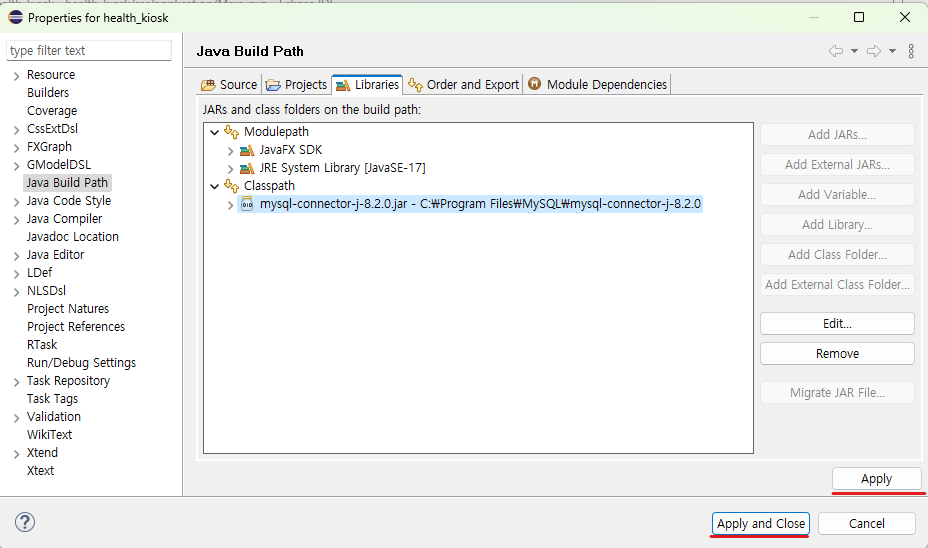 Properties for health_kiosk
type filter text
Resource
Builders
Coverage
CssExtDsl
FXGraph
GModelDSL
Java Build Path
Java Code Style
Java Compiler
Javadoc Location
Java Editor
LDef
NLSDsl
Project Natures
Project References
RTask
Run/Debug Settings
Task Repository
Task Tags
Validation
WikiText
Xtend
Xtext
Java Build Path
Source
Projects
Libraries
Order and Export
Module Dependencies
JARs and class folders on the build path:
Modulepath
JavaFX SDK
JRE System Library [JavaSE-17]
Classpath
mysql-connector-j-8.2.0.jar - C:₩Program Files₩MySQL₩mysql-connector-j-8.2.0
Add JARs...
Add External JARs...
Add Variable...
Add Library...
Add Class Folder...
Add External Class Folder...
Edit...
Remove
Migrate JAR File...
Apply
Apply and Close
Cancel